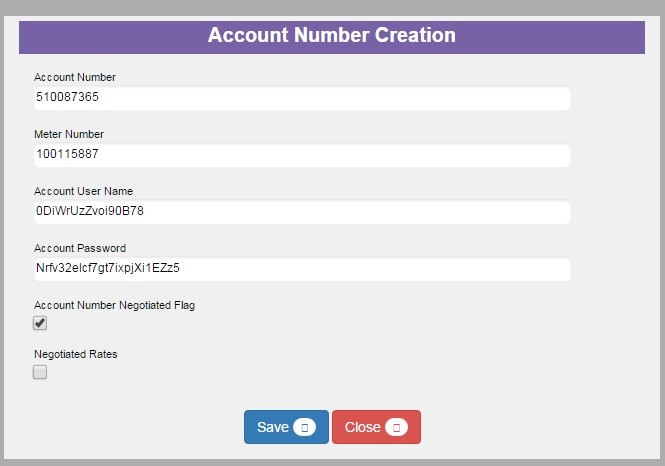 Account Number Creation
Account Number
510087365
Meter Number
100115887
Account User Name
0DiWrUzZvoi90B78
Account Password
Nrfv32elcf7gt7ixpjXi1EZz5
Account Number Negotiated Flag
Negotiated Rates
Save Close